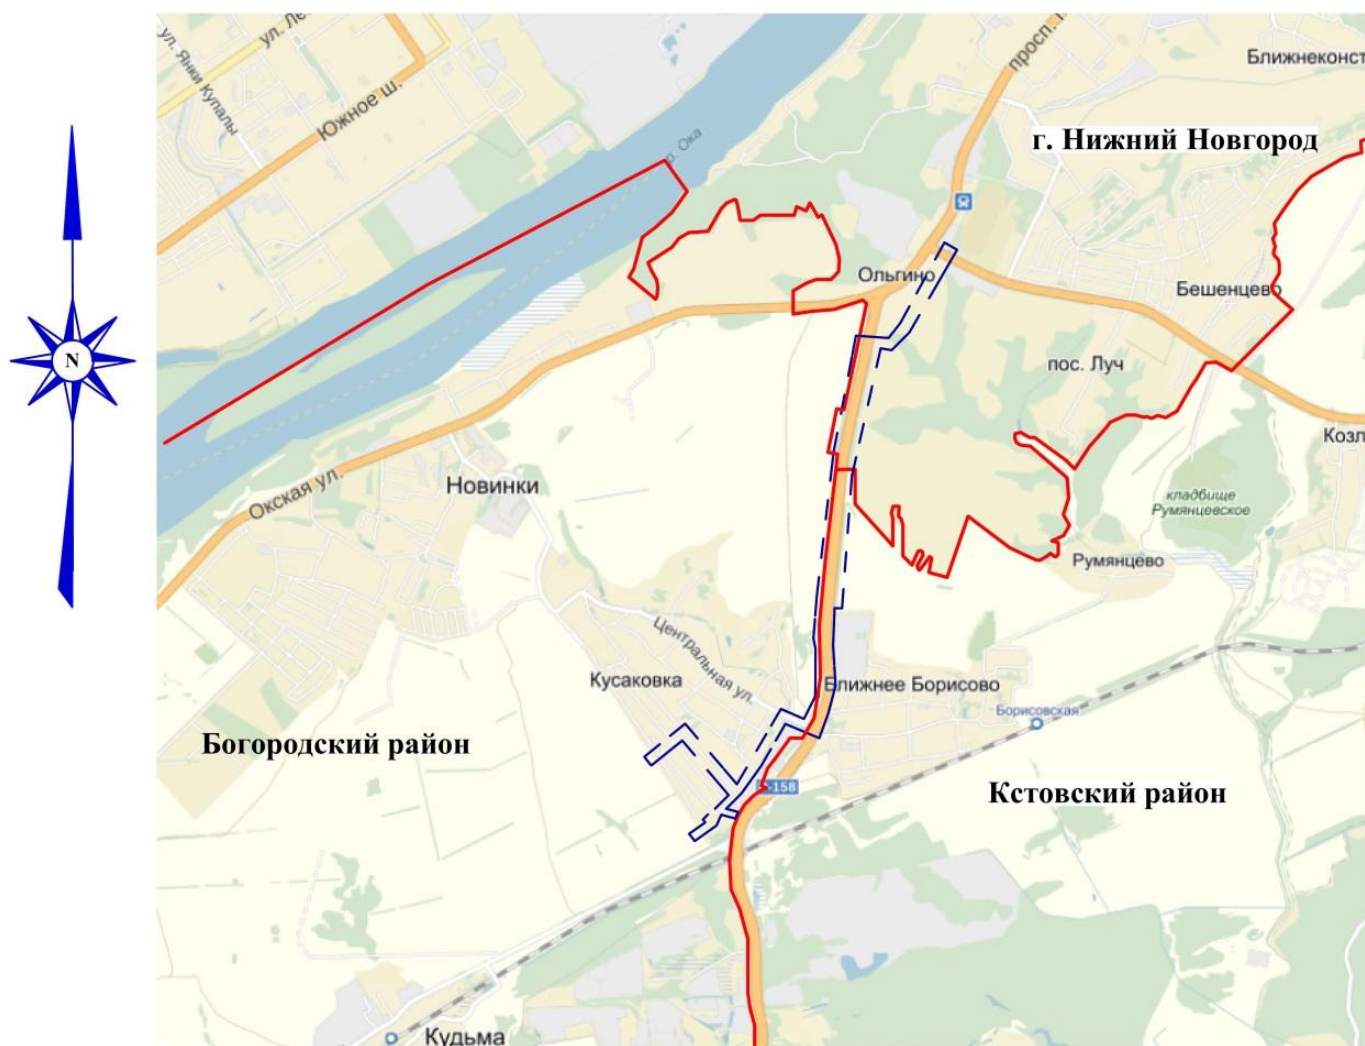 ул. Ле
ул. Янки Купалы
Южное ш.
р. Ока
просп.
Ближнеконст
г. Нижний Новгород
Ольгино
Бешенцево
N
пос. Луч
Козл
Окская ул.
Новинки
кладбище
Румянцевское
Румянцево
Центральная ул.
Кусаковка
Ближнее Борисово
Борисовская
Богородский район
-158
Кстовский район
Кудьма